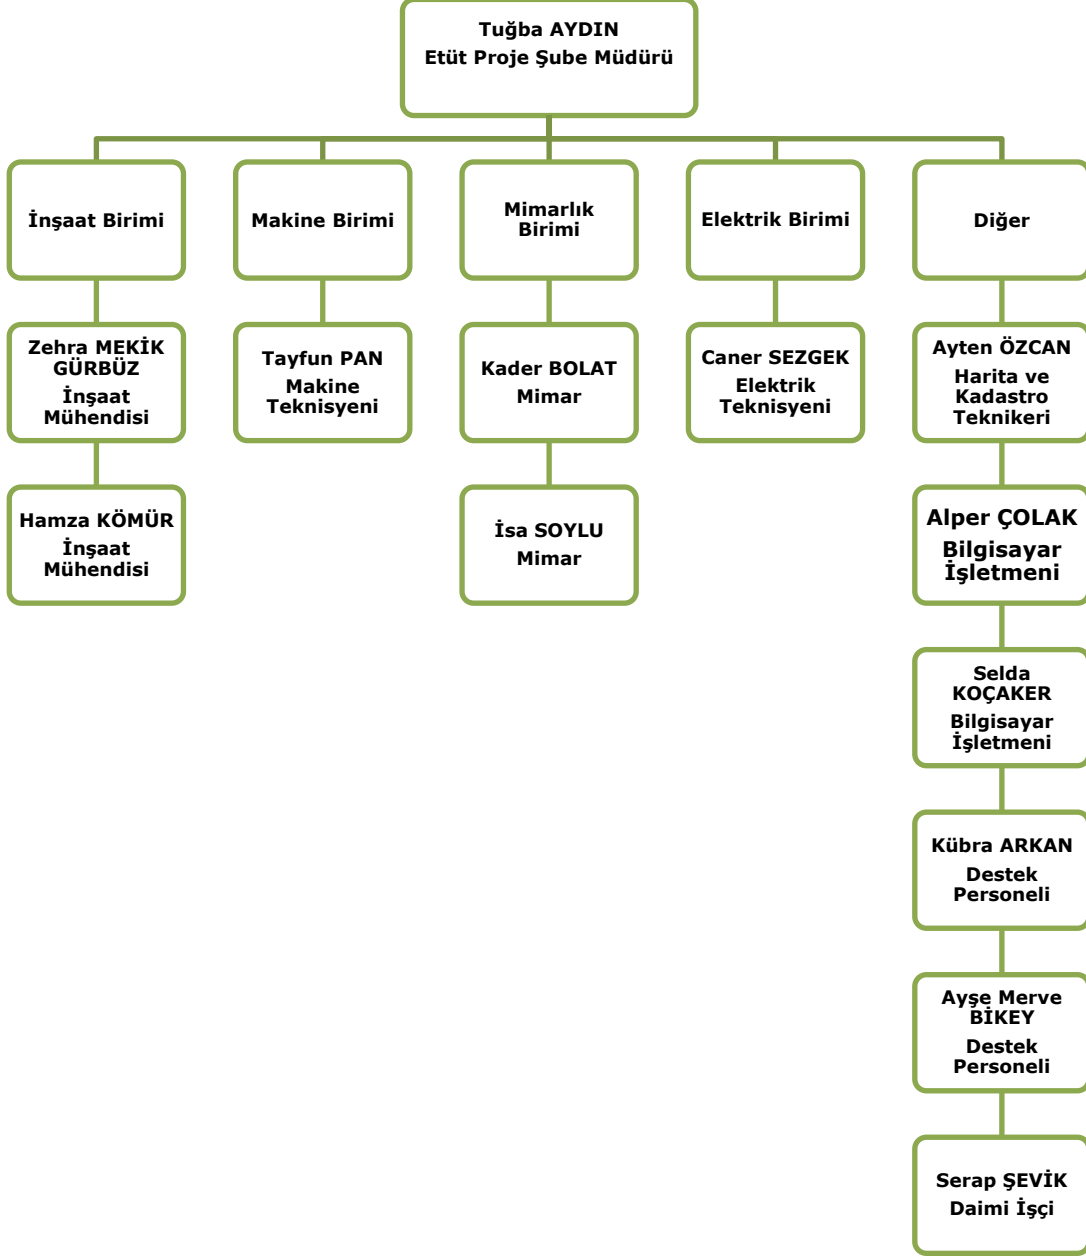 Tuğba AYDIN
Etüt Proje Şube Müdürü
İnşaat Birimi
Makine Birimi
Mimarlık
Birimi
Elektrik Birimi
Diğer
Zehra MEKİK
GÜRBÜZ
İnşaat
Mühendisi
Tayfun PAN
Makine
Teknisyeni
Kader BOLAT
Mimar
Caner SEZGEK
Elektrik
Teknisyeni
Ayten ÖZCAN
Harita ve
Kadastro
Teknikeri
Hamza KÖMÜR
İnşaat
Mühendisi
İsa SOYLU
Mimar
Alper ÇOLAK
Bilgisayar
İşletmeni
Selda
KOÇAKER
Bilgisayar
İşletmeni
Kübra ARKAN
Destek
Personeli
Ayşe Merve
BİKEY
Destek
Personeli
Serap ŞEVİK
Daimi İşçi